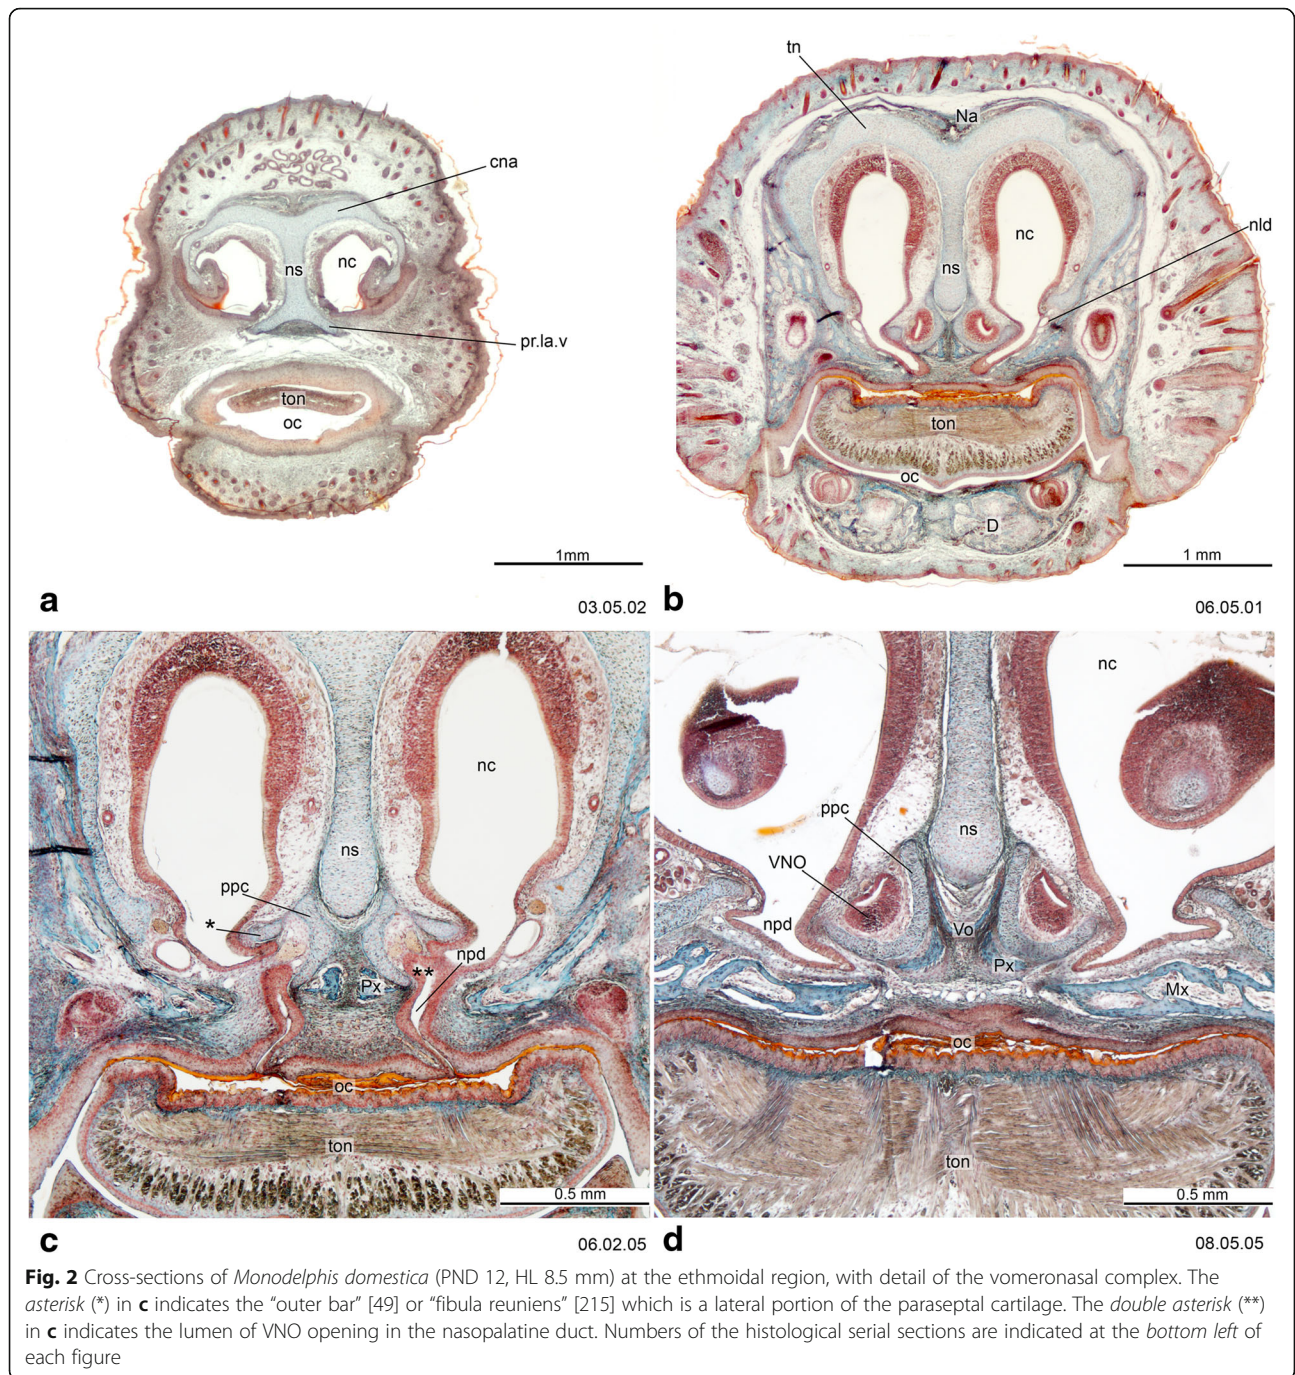 cna
ns
nc
pr.la.v
ton
oc
1mm
a
03.05.02
tn
Na
nc
nld
ns
ton
oc
D
1 mm
b
06.05.01
nc
ns
ppc
*
npd
**
Px
oc
ton
0.5 mm
c
06.02.05
nc
ppc
ns
VNO
npd
Vo
Px
Mx
oc
ton
0.5 mm
d
08.05.05
Fig. 2 Cross-sections of Monodelphis domestica (PND 12, HL 8.5 mm) at the ethmoidal region, with detail of the vomeronasal complex. The
asterisk (*) in c indicates the “outer bar” [49] or “fibula reuniens” [215] which is a lateral portion of the paraseptal cartilage. The double asterisk (**)
in c indicates the lumen of VNO opening in the nasopalatine duct. Numbers of the histological serial sections are indicated at the bottom left of
each figure